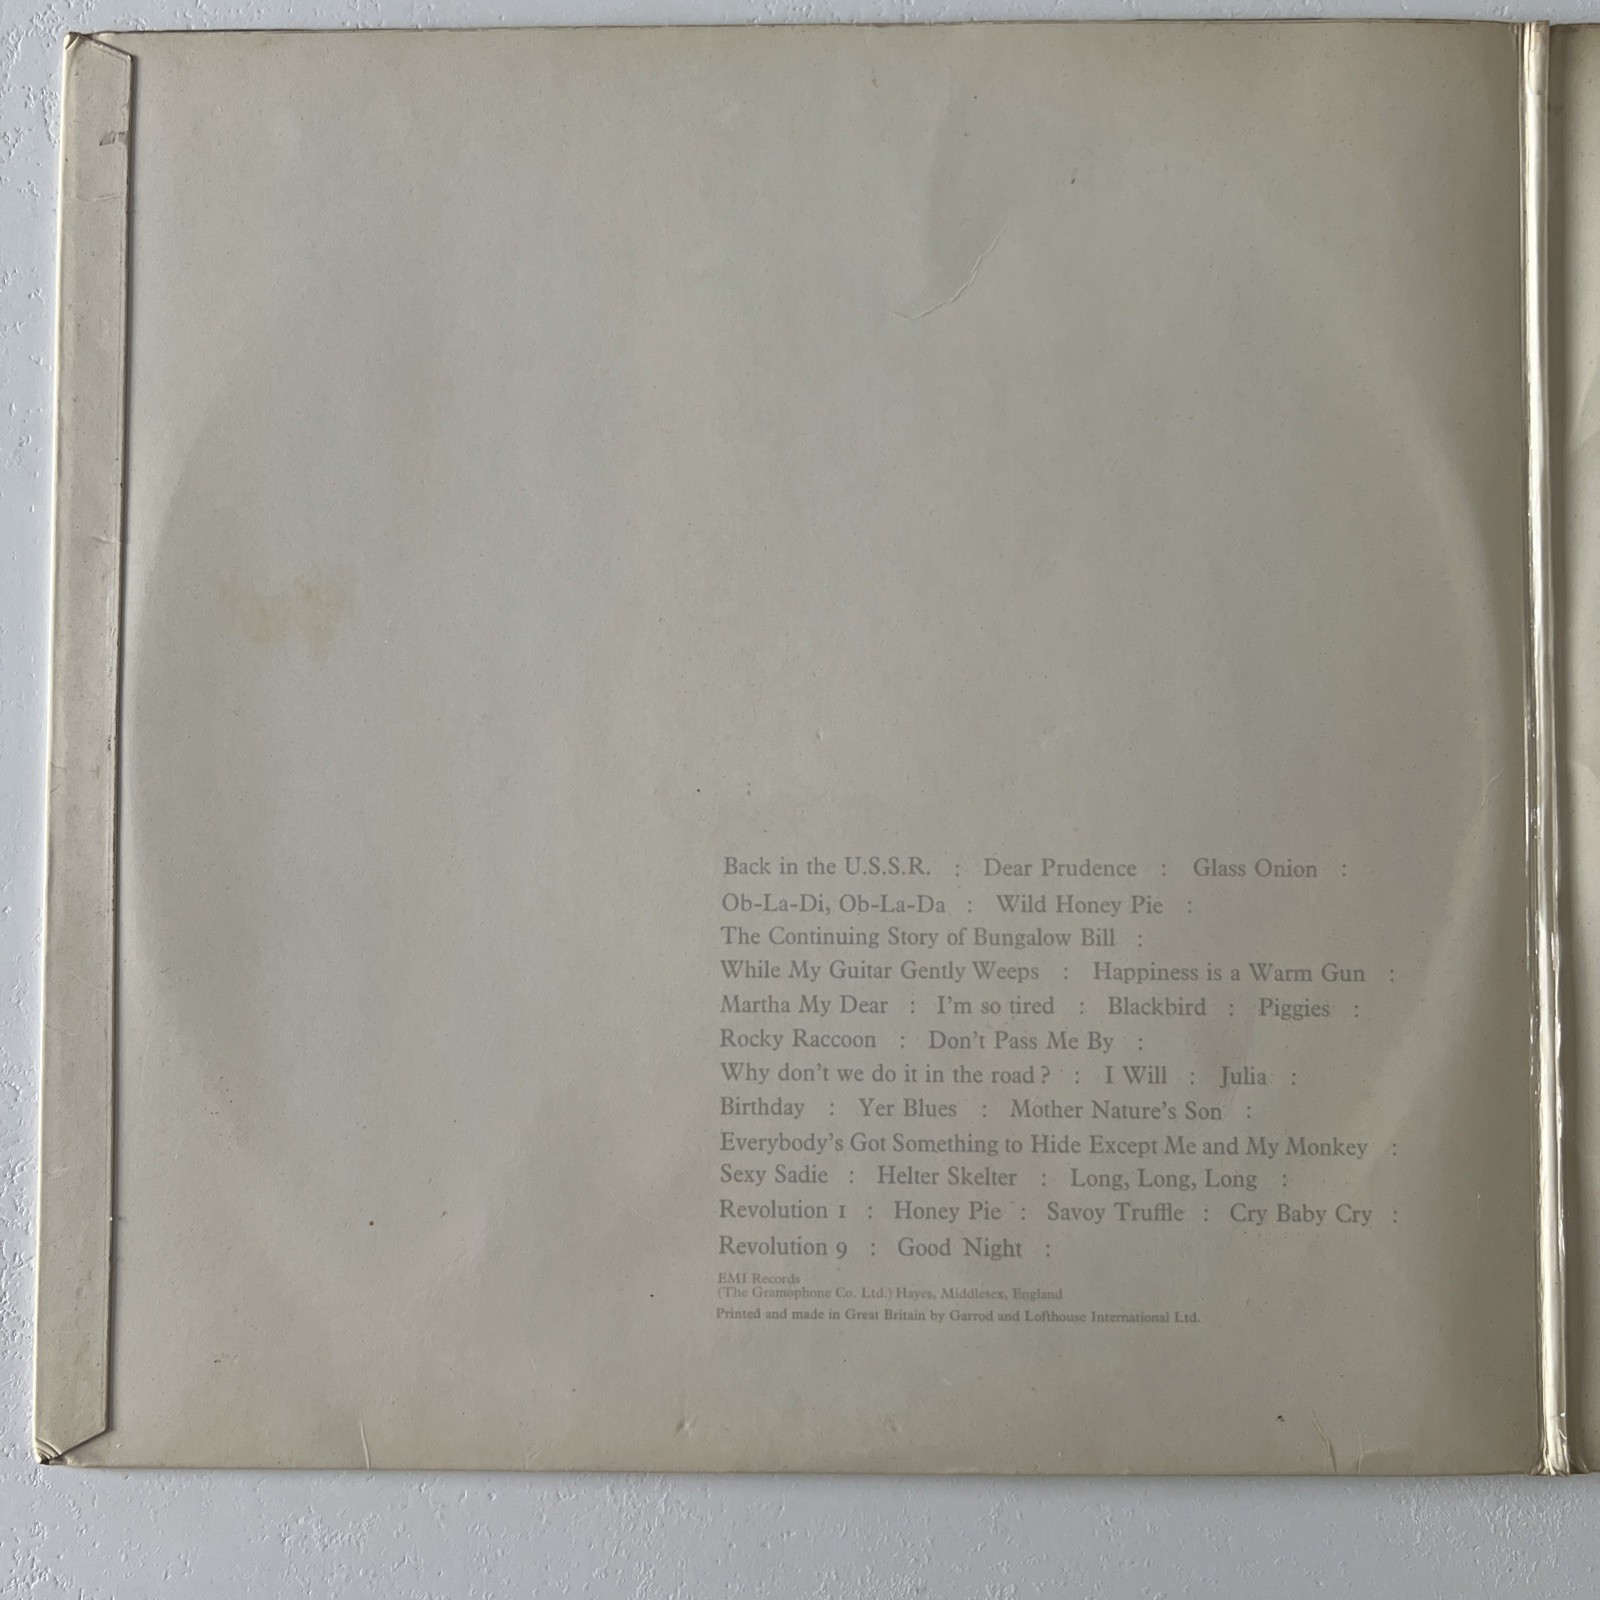 Back in the U.S.S.R. : Dear Prudence : Glass Onion :
Ob-La-Di, Ob-La-Da : Wild Honey Pie :
The Continuing Story of Bungalow Bill :
While My Guitar Gently Weeps : Happiness is a Warm Gun :
Martha My Dear : I'm so tired : Blackbird : Piggies :
Rocky Raccoon : Don't Pass Me By :
Why don't we do it in the road? : I Will : Julia :
Birthday : Yer Blues : Mother Nature's Son :
Everybody's Got Something to Hide Except Me and My Monkey :
Sexy Sadie : Helter Skelter : Long, Long, Long :
Revolution 1 : Honey Pie : Savoy Truffle : Cry Baby Cry :
Revolution 9 : Good Night :
EMI Records
(The Gramophone Co. Ltd.) Hayes, Middlesex, England
Printed and made in Great Britain by Garrod and Lofthouse International Ltd.